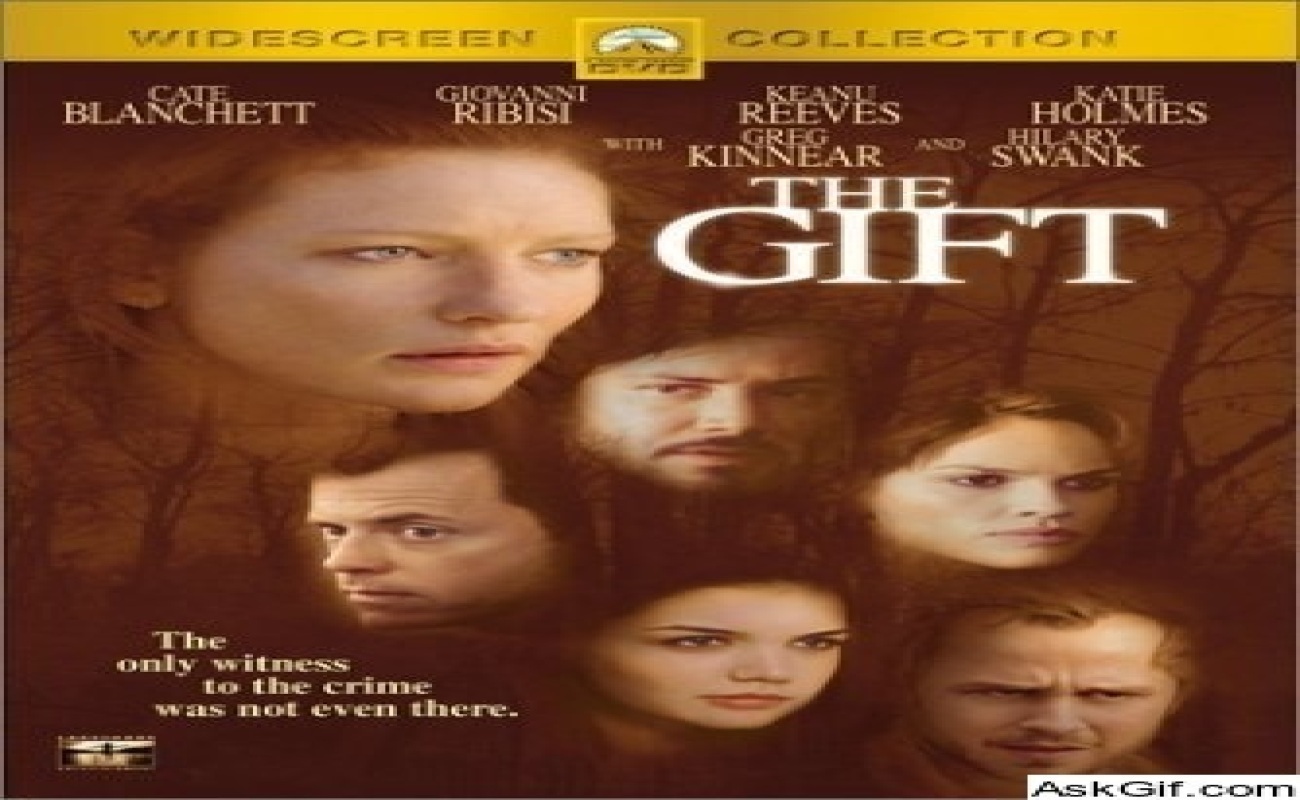 WIDESCREEN DVD COLLECTION
CATE BLANCHETT
GIOVANNI RIBISI
KEANU REEVES
KATIE HOLMES
WITH GREG KINNEAR AND HILARY SWANK
THE
GIFT
The
only witness
to the crime
was not even there.
AskGif.com